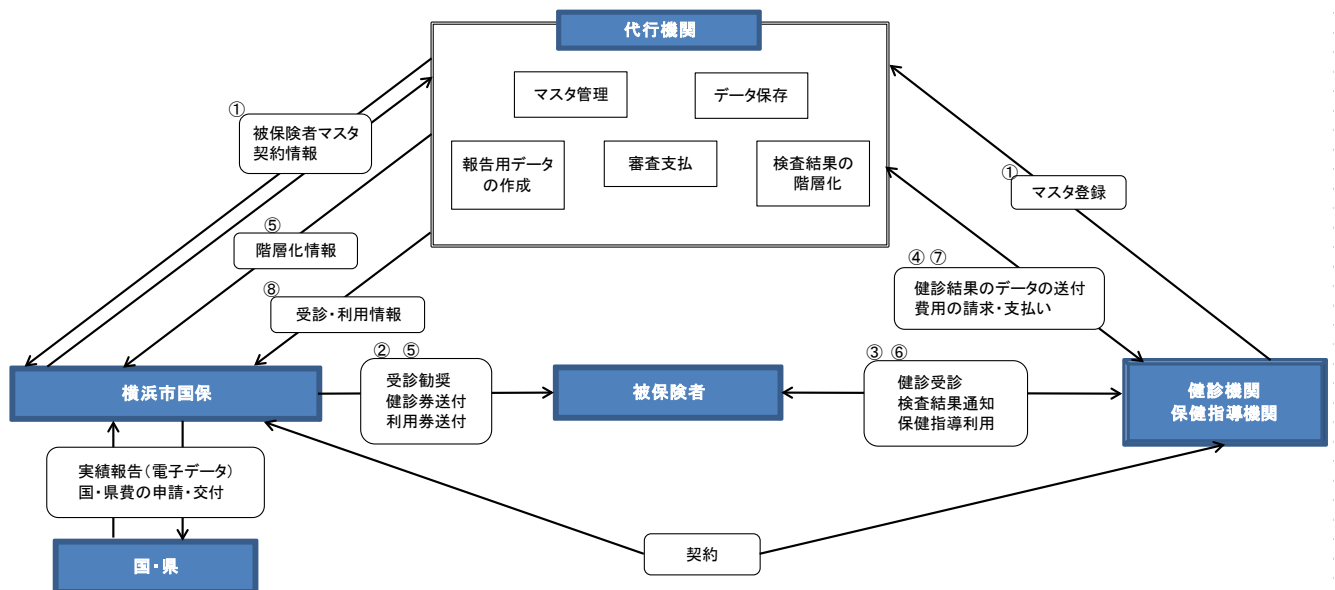 代行機関
マスタ管理
データ保存
報告用データ
の作成
審査支払
検査結果の
階層化
①
被保険者マスタ
契約情報
①
マスタ登録
⑤
階層化情報
④ ⑦
健診結果のデータの送付
費用の請求・支払い
⑧
受診・利用情報
② ⑤
受診勧奨
健診券送付
利用券送付
③ ⑥
健診受診
検査結果通知
保健指導利用
横浜市国保
被保険者
健診機関
保健指導機関
実績報告(電子データ)
国・県費の申請・交付
契約
国・県